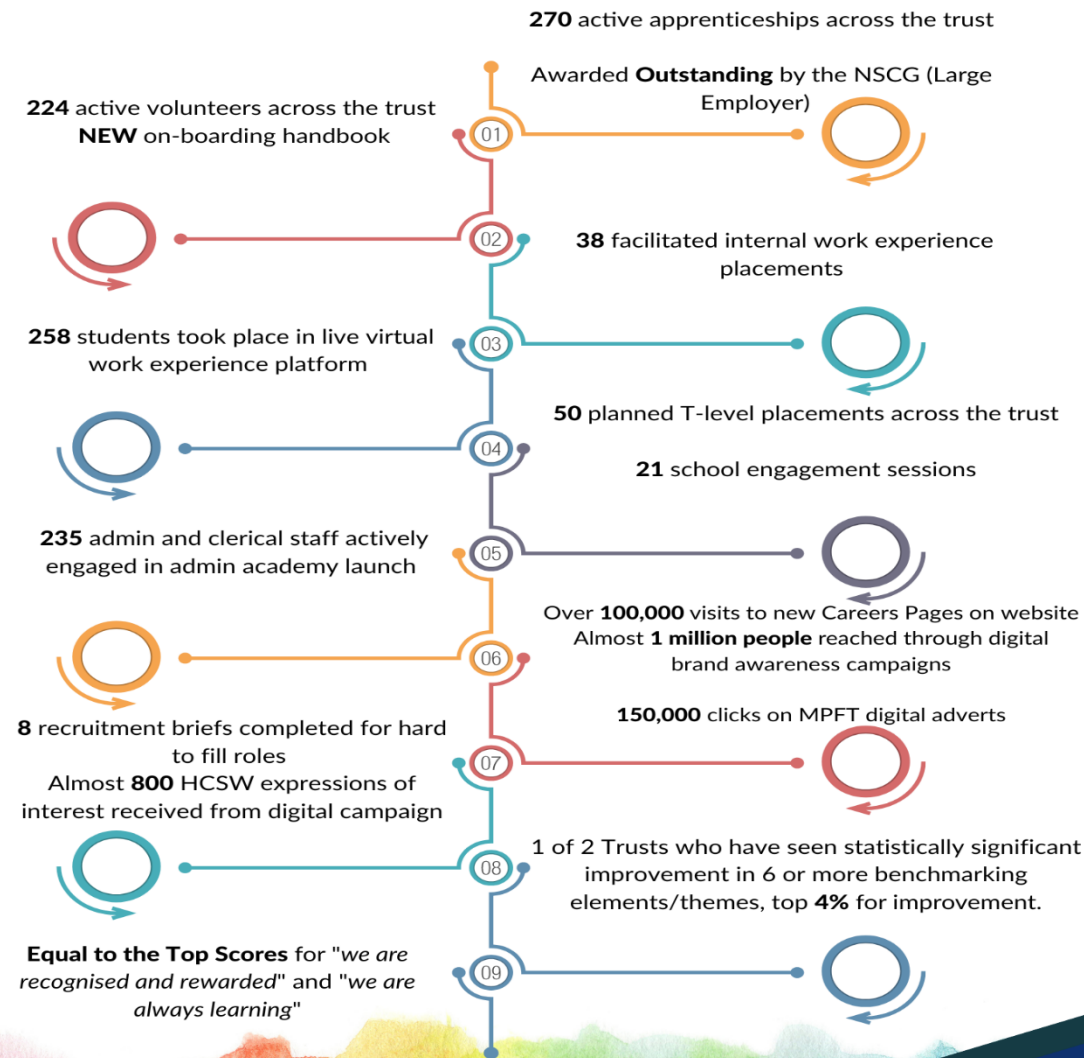 270 active apprenticeships across the trust
Awarded Outstanding by the NSCG (Large
Employer)
224 active volunteers across the trust
NEW on-boarding handbook
01
02
38 facilitated internal work experience
placements
258 students took place in live virtual
work experience platform
03
50 planned T-level placements across the trust
04
21 school engagement sessions
235 admin and clerical staff actively
engaged in admin academy launch
05
Over 100,000 visits to new Careers Pages on website
Almost 1 million people reached through digital
brand awareness campaigns
06
150,000 clicks on MPFT digital adverts
8 recruitment briefs completed for hard
to fill roles
Almost 800 HCSW expressions of
interest received from digital campaign
07
1 of 2 Trusts who have seen statistically significant
improvement in 6 or more benchmarking
elements/themes, top 4% for improvement.
08
Equal to the Top Scores for "we are
recognised and rewarded" and "we are
always learning"
09